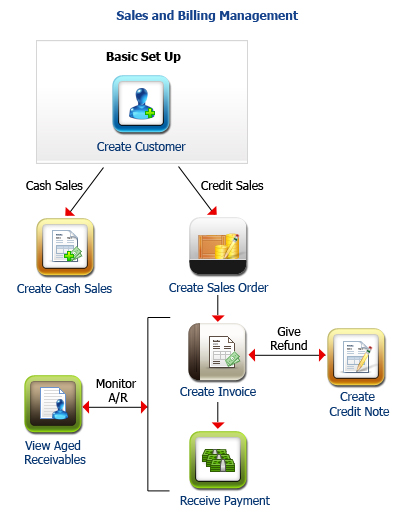 Sales and Billing Management
Basic Set Up
Create Customer
Cash Sales
Credit Sales
Create Cash Sales
Create Sales Order
Give
Refund
Create Invoice
Create
Credit Note
Monitor
A/R
View Aged
Receivables
Receive Payment